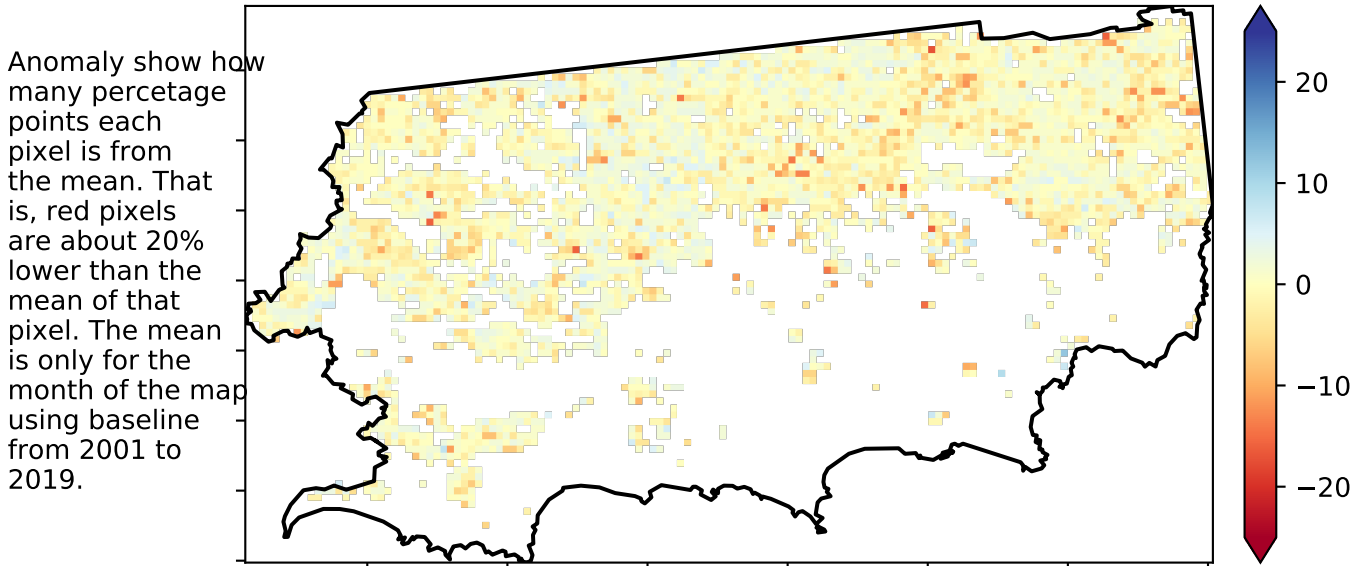 Anomaly show how
many percetage
points each
pixel is from
the mean. That
is, red pixels
are about 20%
lower than the
mean of that
pixel. The mean
is only for the
month of the map
using baseline
from 2001 to
2019.
20
10
0
−10
−20